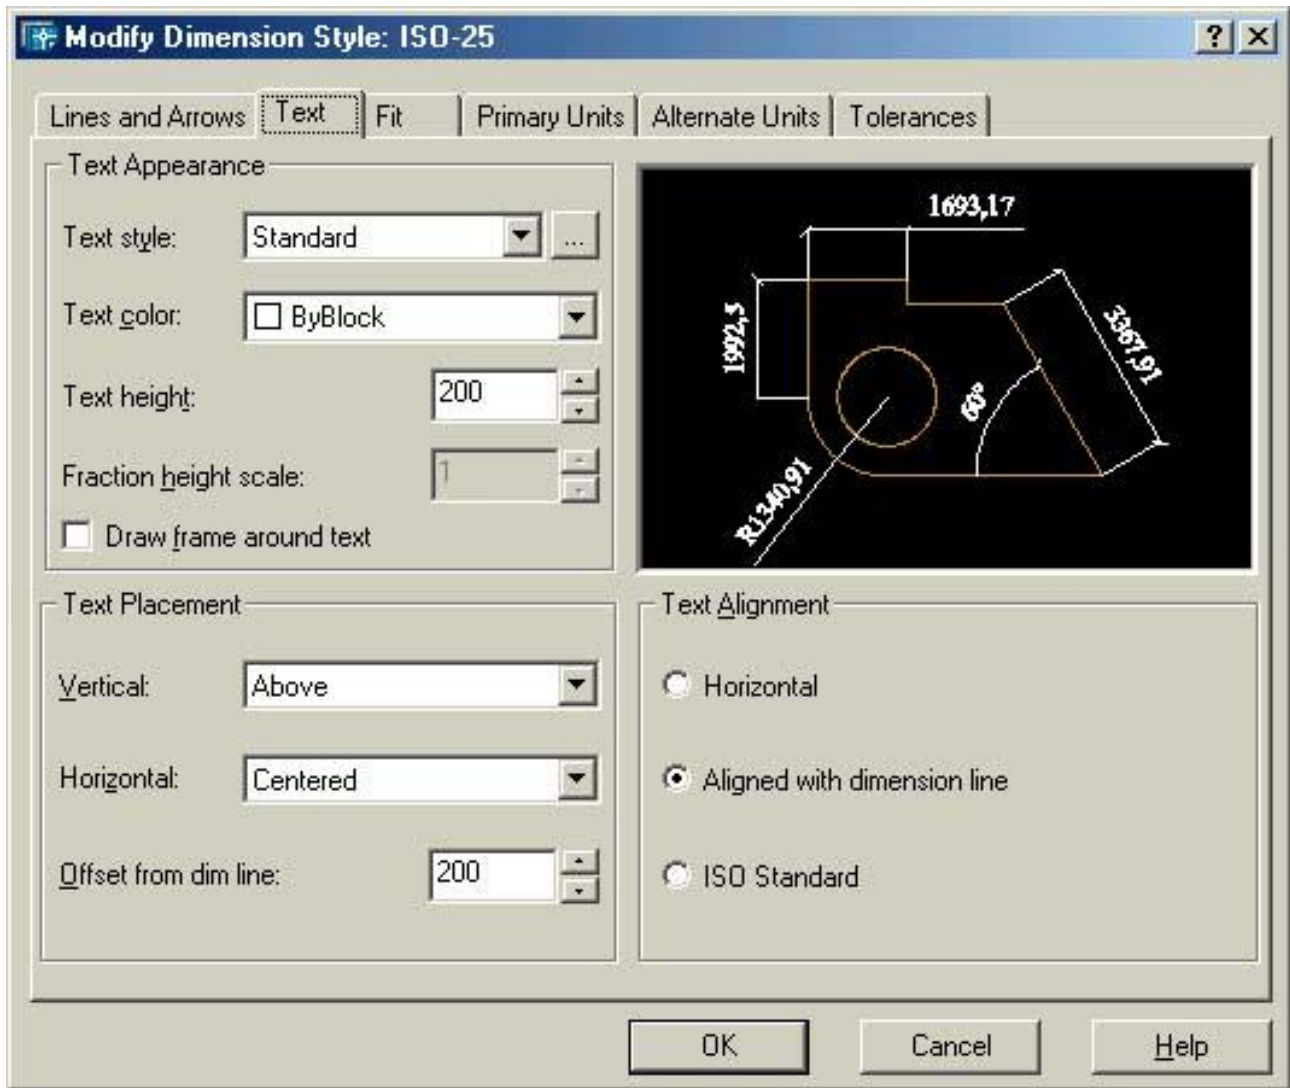 Modify Dimension Style: ISO-25
Lines and Arrows Text Fit Primary Units Alternate Units Tolerances
Text Appearance
Text style: Standard ...
Text color: ByBlock
Text height: 200
Fraction height scale: 1
Draw frame around text
1693,17
1992,5
3367,91
60°
R1340,91
Text Placement
Vertical: Above
Horizontal: Centered
Offset from dim line: 200
Text Alignment
Horizontal
Aligned with dimension line
ISO Standard
OK Cancel Help